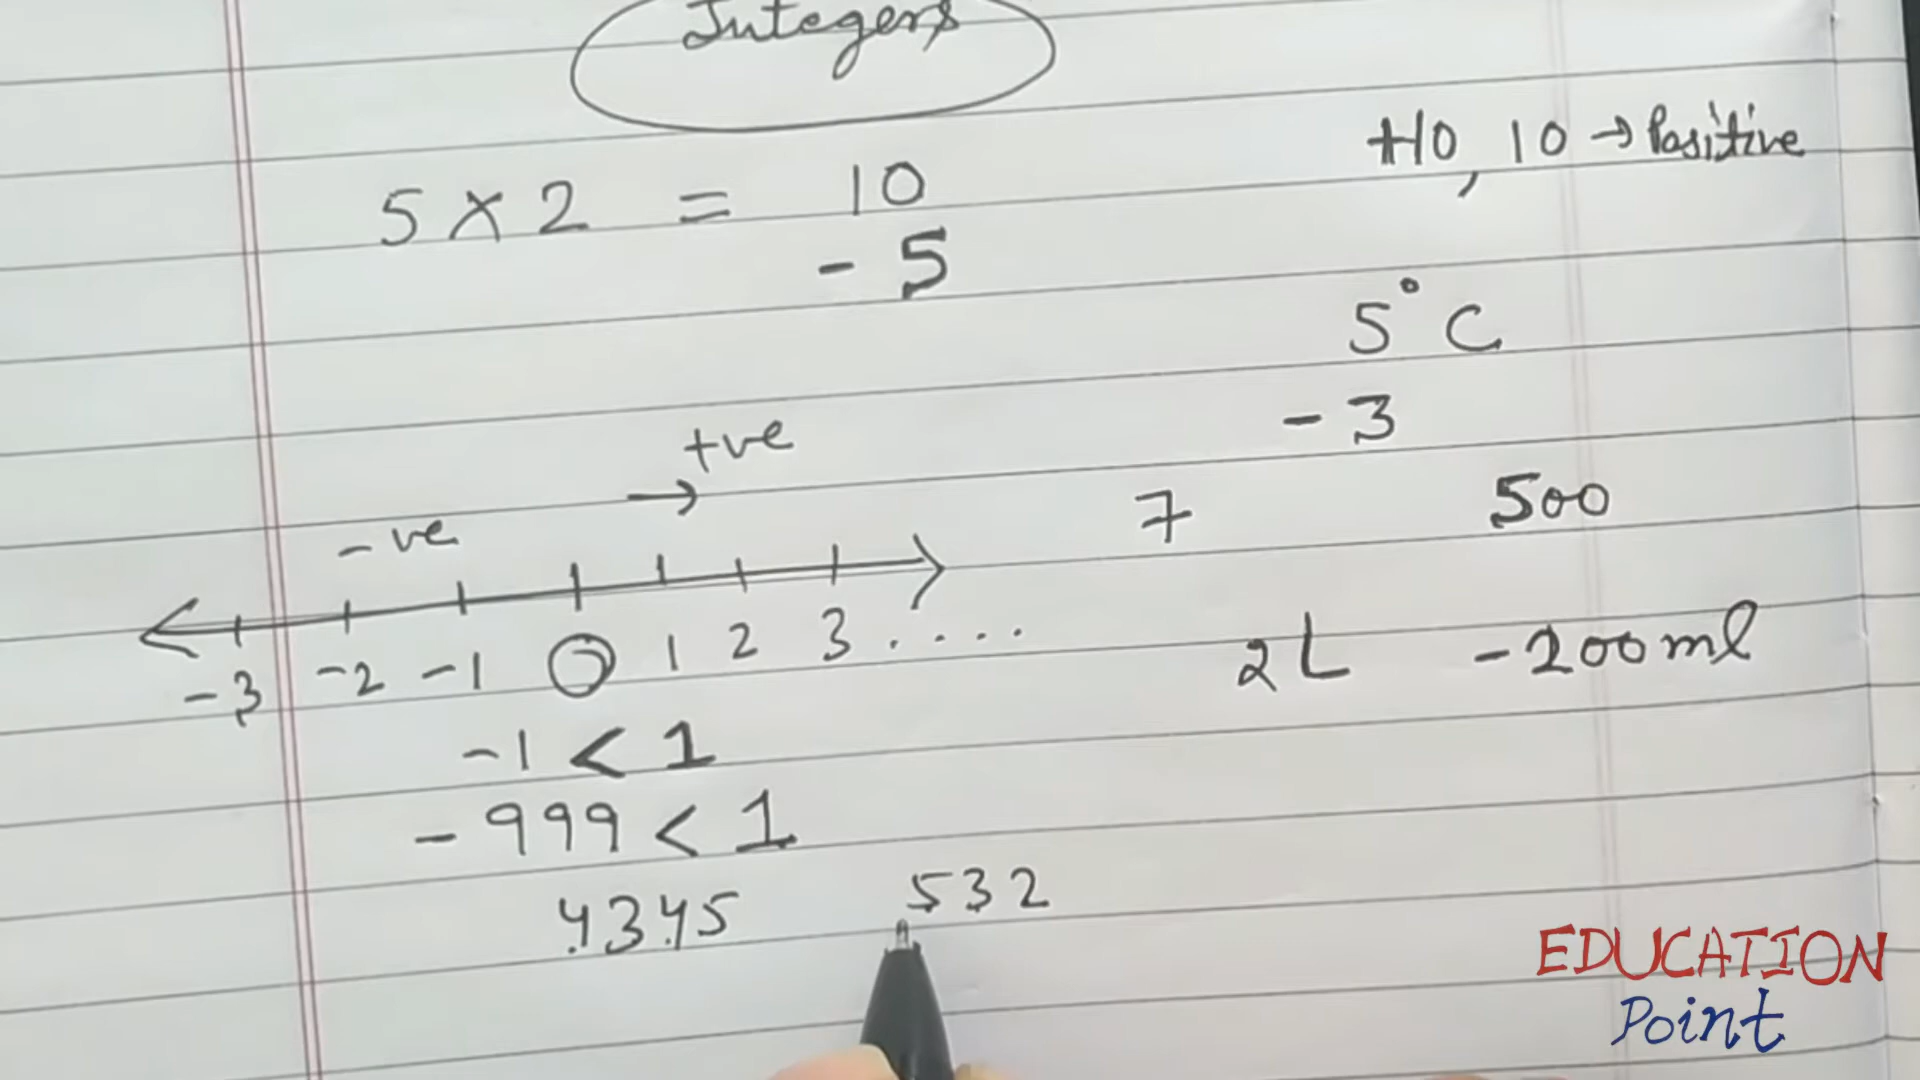 Integers
+10, 10 → Positive
5 × 2 = 10
- 5
5°C
- 3
+ve
→
7 500
-ve
-3 -2 -1 0 1 2 3 ....
2L -200ml
-1 < 1
-999 < 1
4345 532
EDUCATION
Point